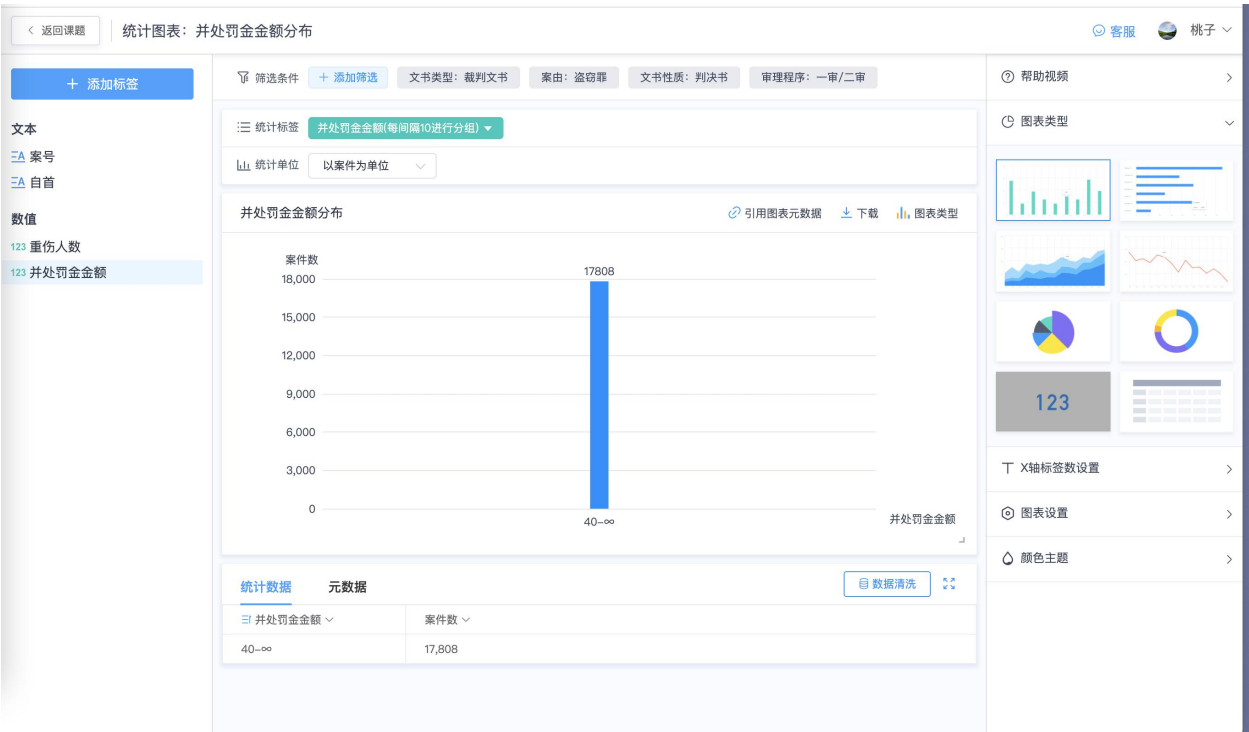 返回课题
统计图表：并处罚金金额分布
客服
桃子
添加标签
文本
案号
自首
数值
123 重伤人数
123 并处罚金金额
筛选条件 + 添加筛选 文书类型：裁判文书 案由：盗窃罪 文书性质：判决书 审理程序：一审/二审
统计标签 并处罚金金额(每间隔10进行分组)
统计单位 以案件为单位
并处罚金金额分布
引用图表元数据 下载 图表类型
案件数
17808
18,000
15,000
12,000
9,000
6,000
3,000
0
40-∞
并处罚金金额
统计数据 元数据 数据清洗
并处罚金金额 案件数
40-∞ 17,808
帮助视频
图表类型
123
X轴标签数设置
图表设置
颜色主题